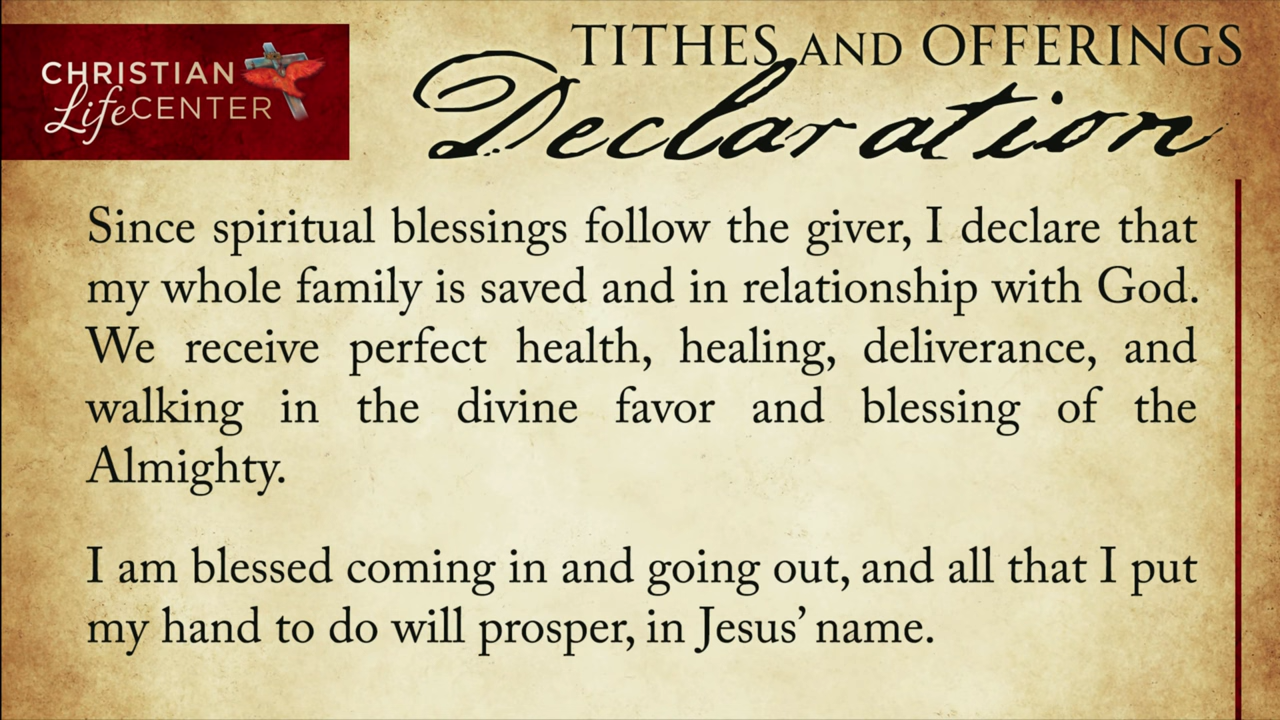 CHRISTIAN
LifeCENTER
TITHES AND OFFERINGS
Declaration
Since spiritual blessings follow the giver, I declare that
my whole family is saved and in relationship with God.
We receive perfect health, healing, deliverance, and
walking in the divine favor and blessing of the
Almighty.
I am blessed coming in and going out, and all that I put
my hand to do will prosper, in Jesus’ name.